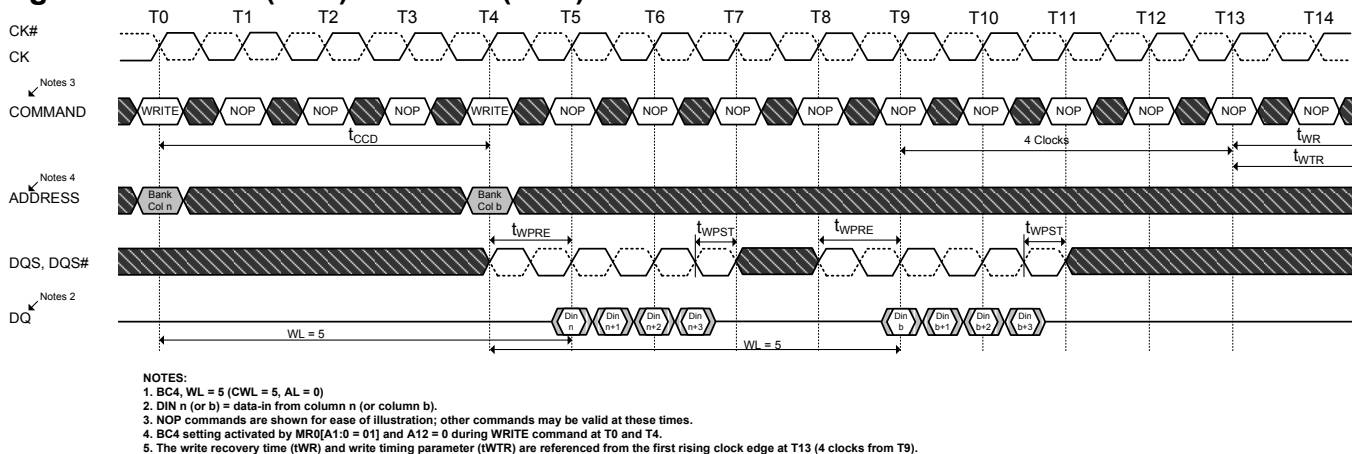 T0 T1 T2 T3 T4 T5 T6 T7 T8 T9 T10 T11 T12 T13 T14
CK#
CK
Notes 3
COMMAND WRITE NOP NOP NOP WRITE NOP NOP NOP NOP NOP NOP NOP NOP NOP NOP
tCCD 4 Clocks tWR
tWTR
Notes 4
ADDRESS Bank Col n Bank Col b
tWPRE tWPST tWPRE tWPST
DQS, DQS#
Notes 2
DQ Din n Din n+1 Din n+2 Din n+3 Din b Din b+1 Din b+2 Din b+3
WL = 5 WL = 5
NOTES:
1. BC4, WL = 5 (CWL = 5, AL = 0)
2. DIN n (or b) = data-in from column n (or column b).
3. NOP commands are shown for ease of illustration; other commands may be valid at these times.
4. BC4 setting activated by MR0[A1:0 = 01] and A12 = 0 during WRITE command at T0 and T4.
5. The write recovery time (tWR) and write timing parameter (tWTR) are referenced from the first rising clock edge at T13 (4 clocks from T9).